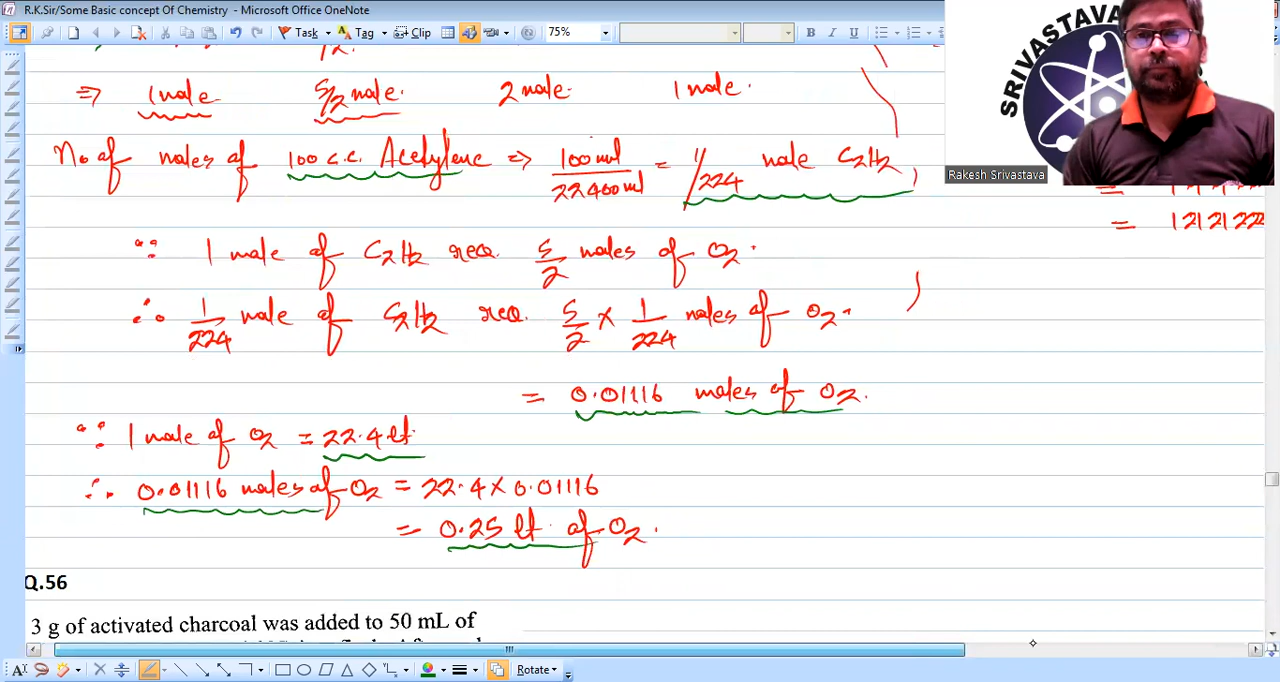 R.K.Sir/Some Basic concept Of Chemistry - Microsoft Office OneNote
Task Tag Clip 75% B I U
/2.
⇒ 1 mole 5/2 mole. 2 mole. 1 mole.
No of moles of 100 c.c. Acetylene ⇒ 100 ml / 22400 ml = 1/224 mole C2H2
∵ 1 mole of C2H2 req. 5/2 moles of O2.
∴ 1/224 mole of C2H2 req. 5/2 × 1/224 moles of O2.
= 0.01116 moles of O2.
∵ 1 mole of O2 = 22.4 lt.
∴ 0.01116 moles of O2 = 22.4 × 0.01116
= 0.25 lt. of O2.
Q.56
3 g of activated charcoal was added to 50 mL of
SRIVASTAVA
Rakesh Srivastava
= 1212122
A Rotate